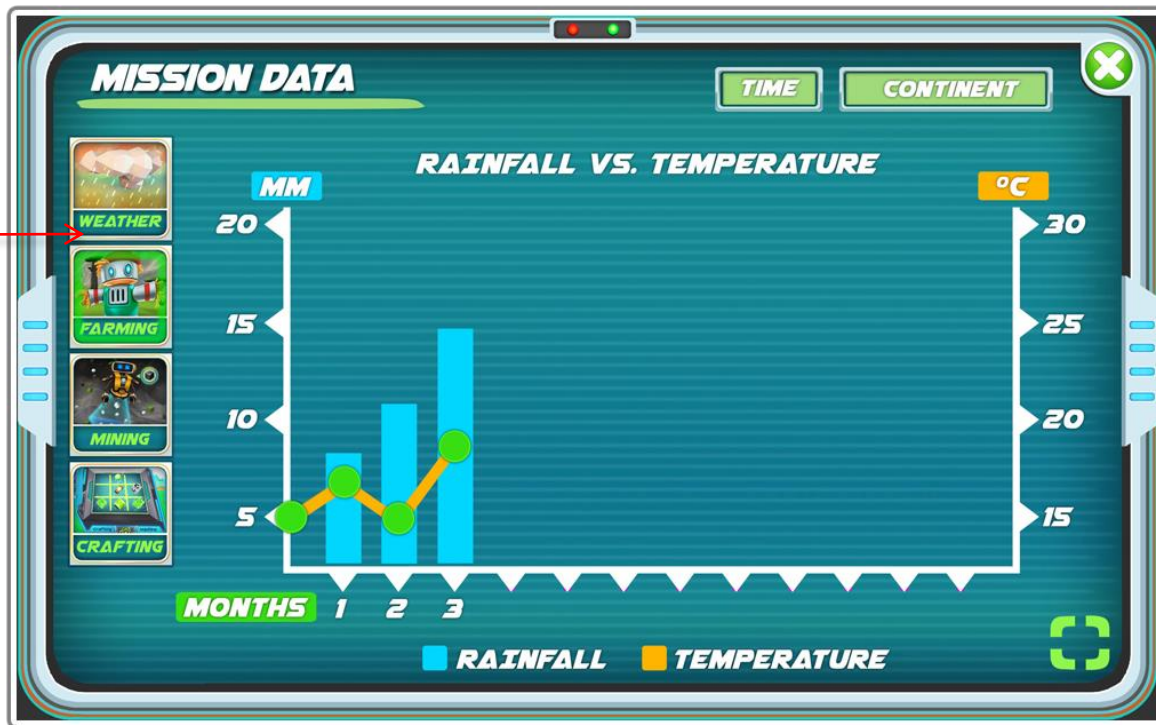 MISSION DATA
TIME
CONTINENT
RAINFALL VS. TEMPERATURE
MM
°C
WEATHER
FARMING
MINING
CRAFTING
20
15
10
5
30
25
20
15
MONTHS 1 2 3
RAINFALL TEMPERATURE